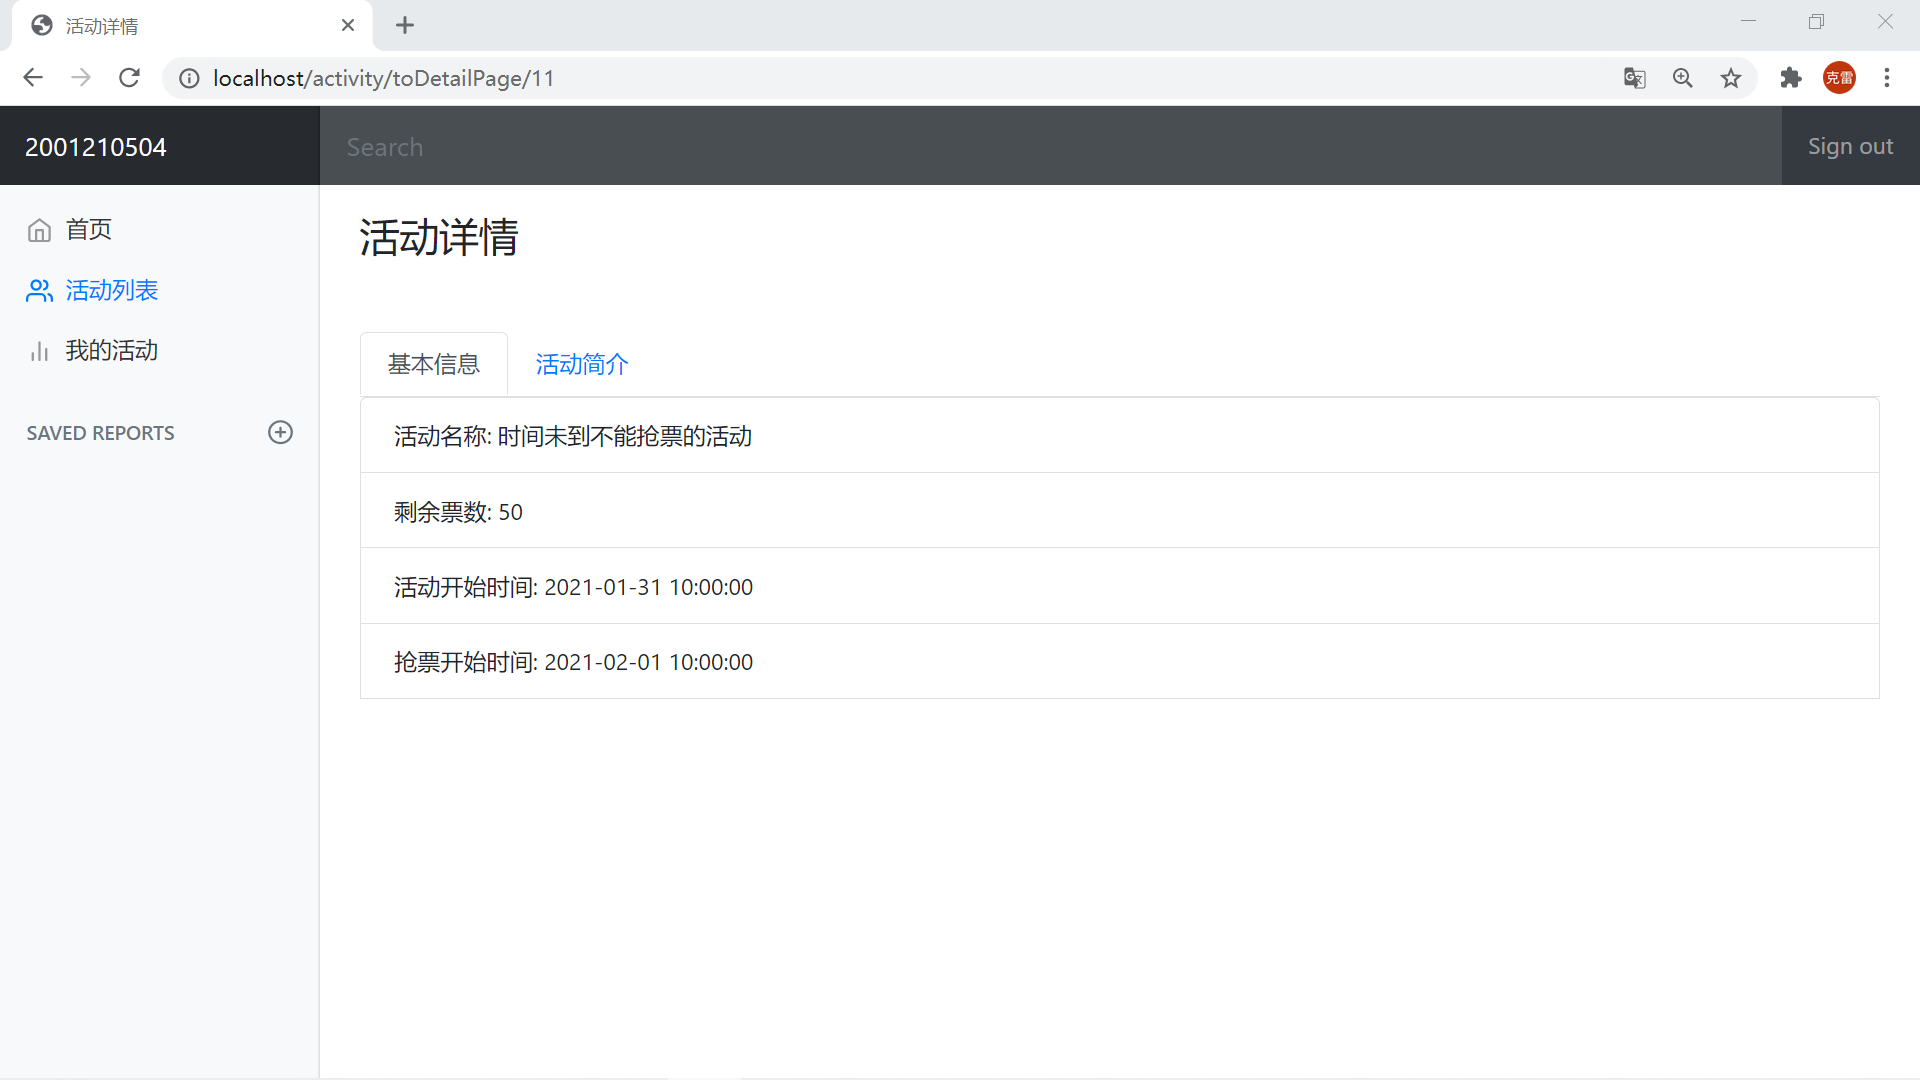 活动详情
localhost/activity/toDetailPage/11
克雷
2001210504
Search
Sign out
首页
活动列表
我的活动
SAVED REPORTS
活动详情
基本信息
活动简介
活动名称: 时间未到不能抢票的活动
剩余票数: 50
活动开始时间: 2021-01-31 10:00:00
抢票开始时间: 2021-02-01 10:00:00